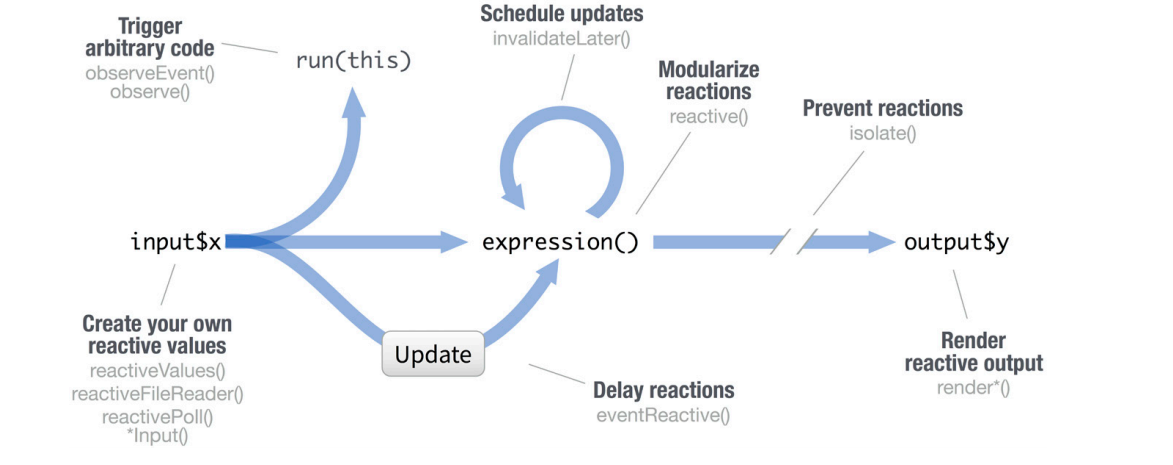 Trigger
arbitrary code
observeEvent()
observe()
run(this)
Schedule updates
invalidateLater()
Modularize
reactions
reactive()
Prevent reactions
isolate()
input$x
expression()
output$y
Create your own
reactive values
reactiveValues()
reactiveFileReader()
reactivePoll()
*Input()
Update
Delay reactions
eventReactive()
Render
reactive output
render*()